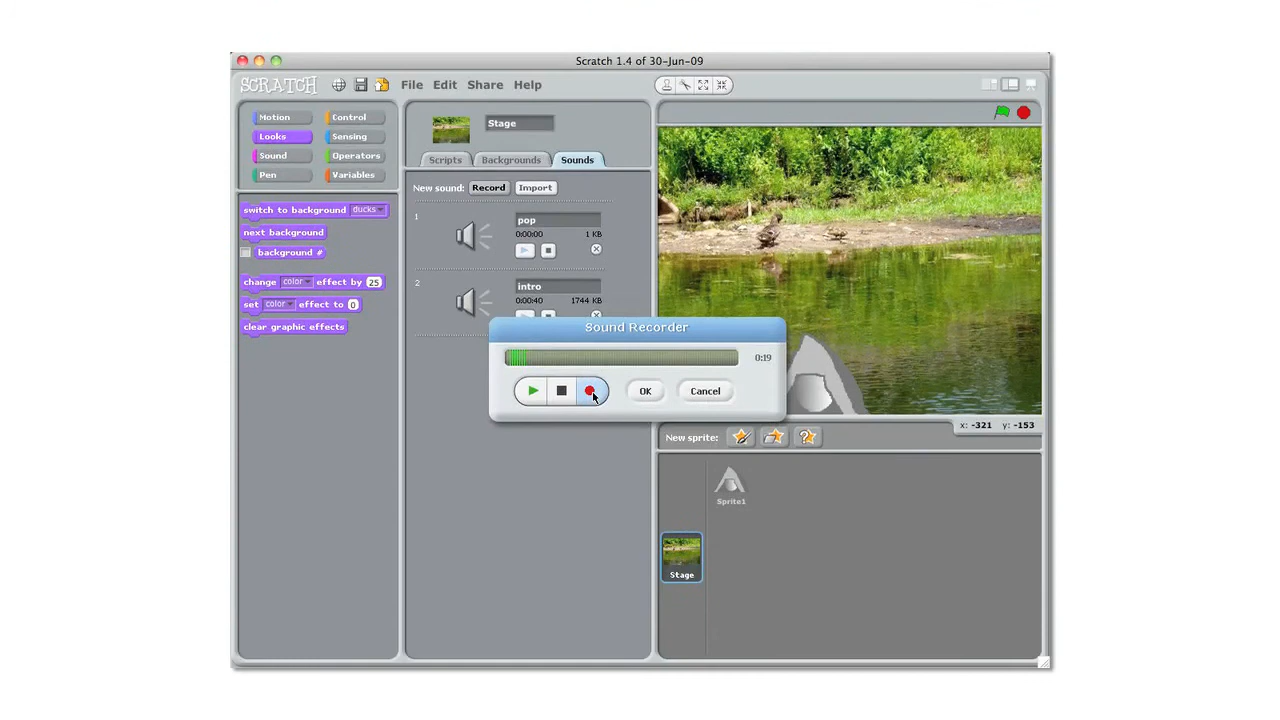 Scratch 1.4 of 30-Jun-09
SCRATCH File Edit Share Help
Motion Control
Looks Sensing
Sound Operators
Pen Variables
switch to background ducks
next background
background #
change color effect by 25
set color effect to 0
clear graphic effects
Stage
Scripts Backgrounds Sounds
New sound: Record Import
1
pop
0:00:00 1 KB
2
intro
0:00:40 1744 KB
Sound Recorder
0:19
OK Cancel
x: -321 y: -153
New sprite:
Sprite1
Stage